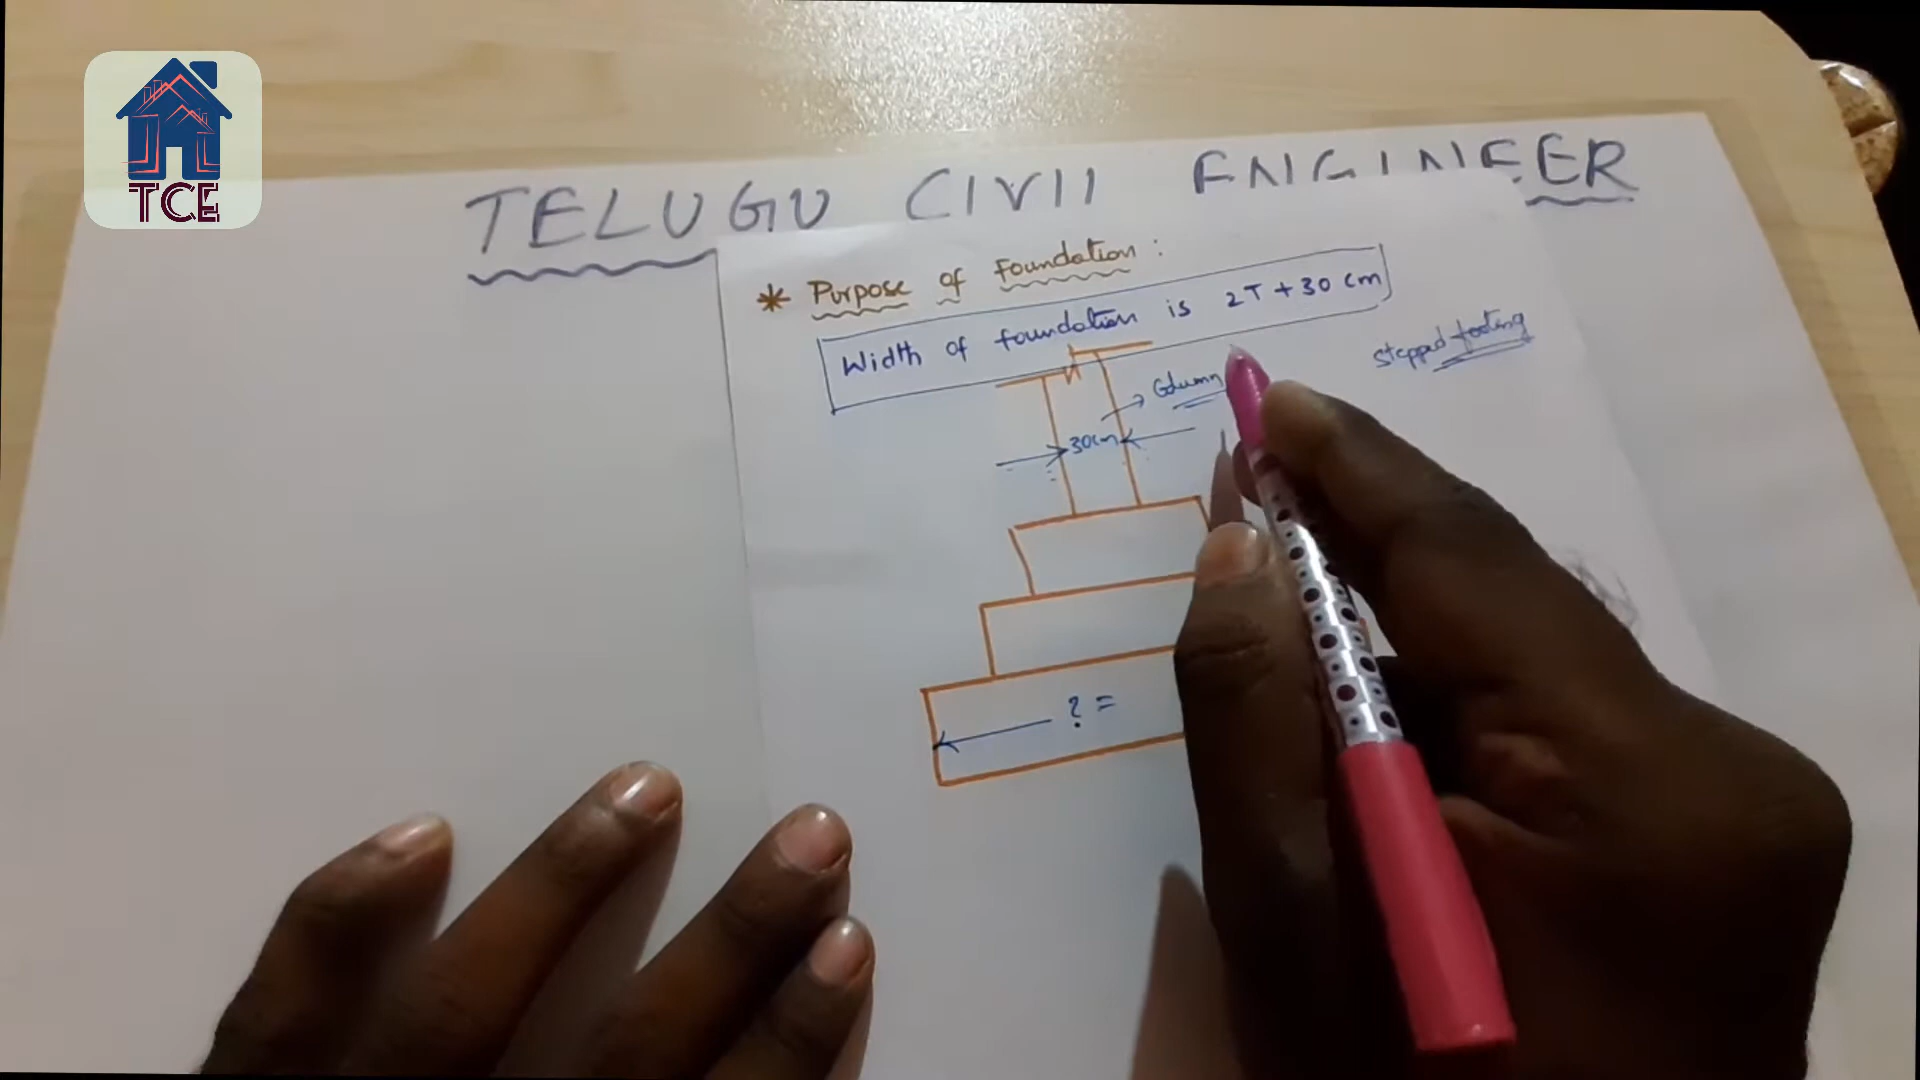 TCE
TELUGU CIVIL ENGINEER
* Purpose of Foundation :
Width of foundation is 2T + 30 cm
Stepped footing
Column
30cm
? =